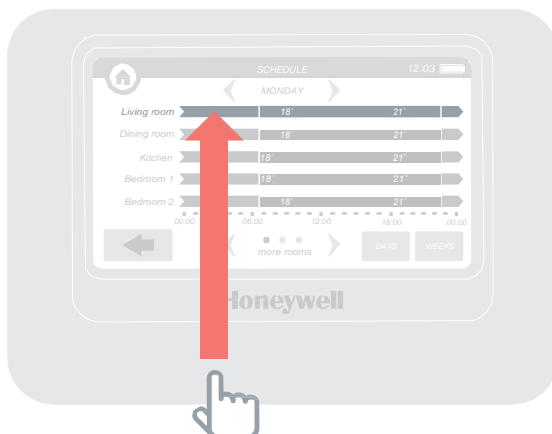 SCHEDULE 12:03
MONDAY
Living room 18° 21°
Dining room 18° 21°
Kitchen 18° 21°
Bedroom 1 18° 21°
Bedroom 2 18° 21°
00:00 06:00 12:00 18:00 00:00
more rooms DAYS WEEKS
Honeywell